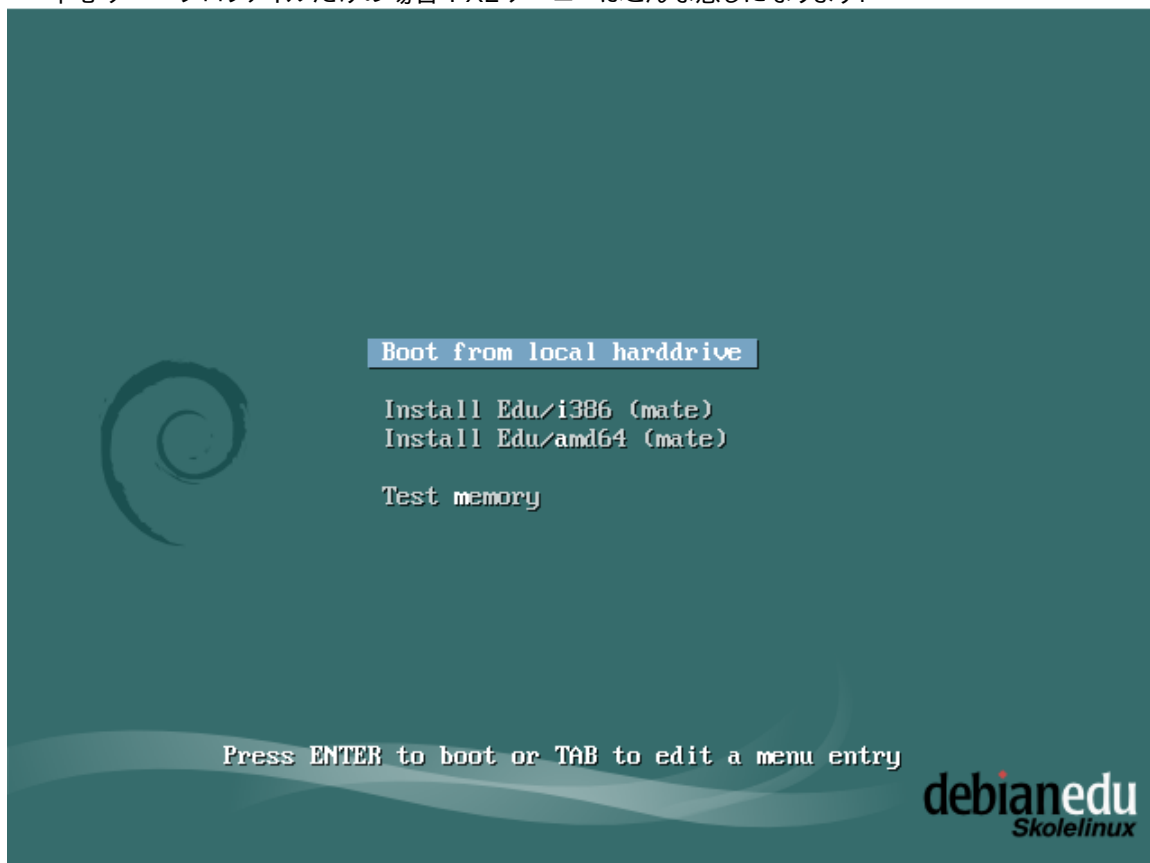 Boot from local harddrive
Install Edu/i386 (mate)
Install Edu/amd64 (mate)
Test memory
Press ENTER to boot or TAB to edit a menu entry
debianedu
Skolelinux